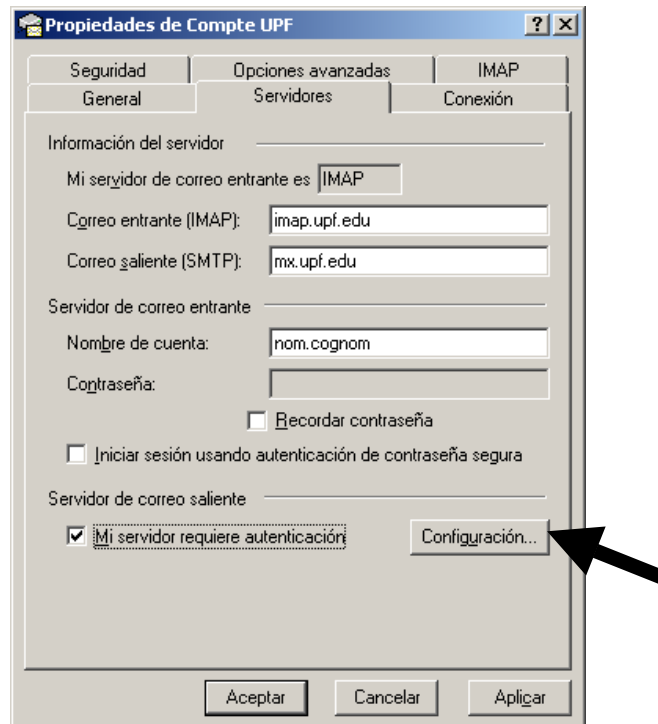 Propiedades de Compte UPF
Seguridad Opciones avanzadas IMAP
General Servidores Conexión
Información del servidor
Mi servidor de correo entrante es IMAP
Correo entrante (IMAP): imap.upf.edu
Correo saliente (SMTP): mx.upf.edu
Servidor de correo entrante
Nombre de cuenta: nom.cognom
Contraseña:
Recordar contraseña
Iniciar sesión usando autenticación de contraseña segura
Servidor de correo saliente
Mi servidor requiere autenticación Configuración...
Aceptar Cancelar Aplicar